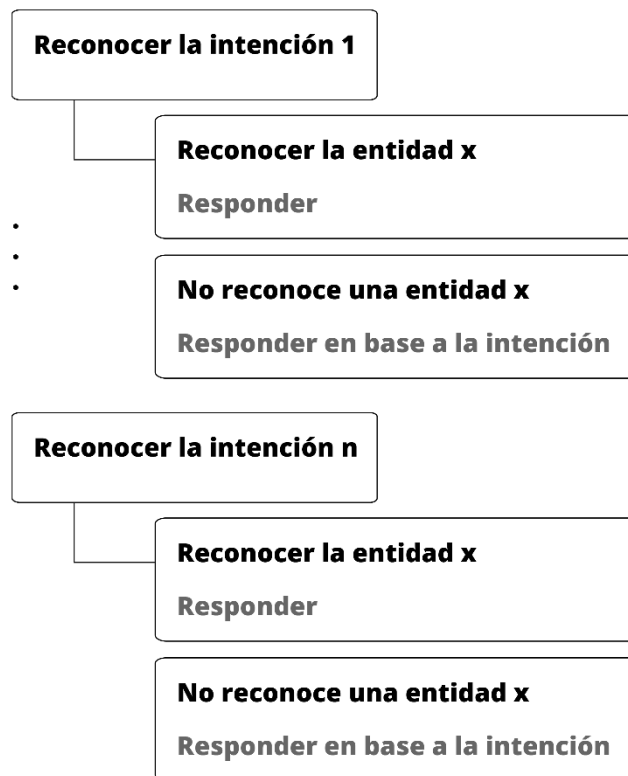 Reconocer la intención 1
Reconocer la entidad x
Responder
No reconoce una entidad x
Responder en base a la intención
Reconocer la intención n
Reconocer la entidad x
Responder
No reconoce una entidad x
Responder en base a la intención